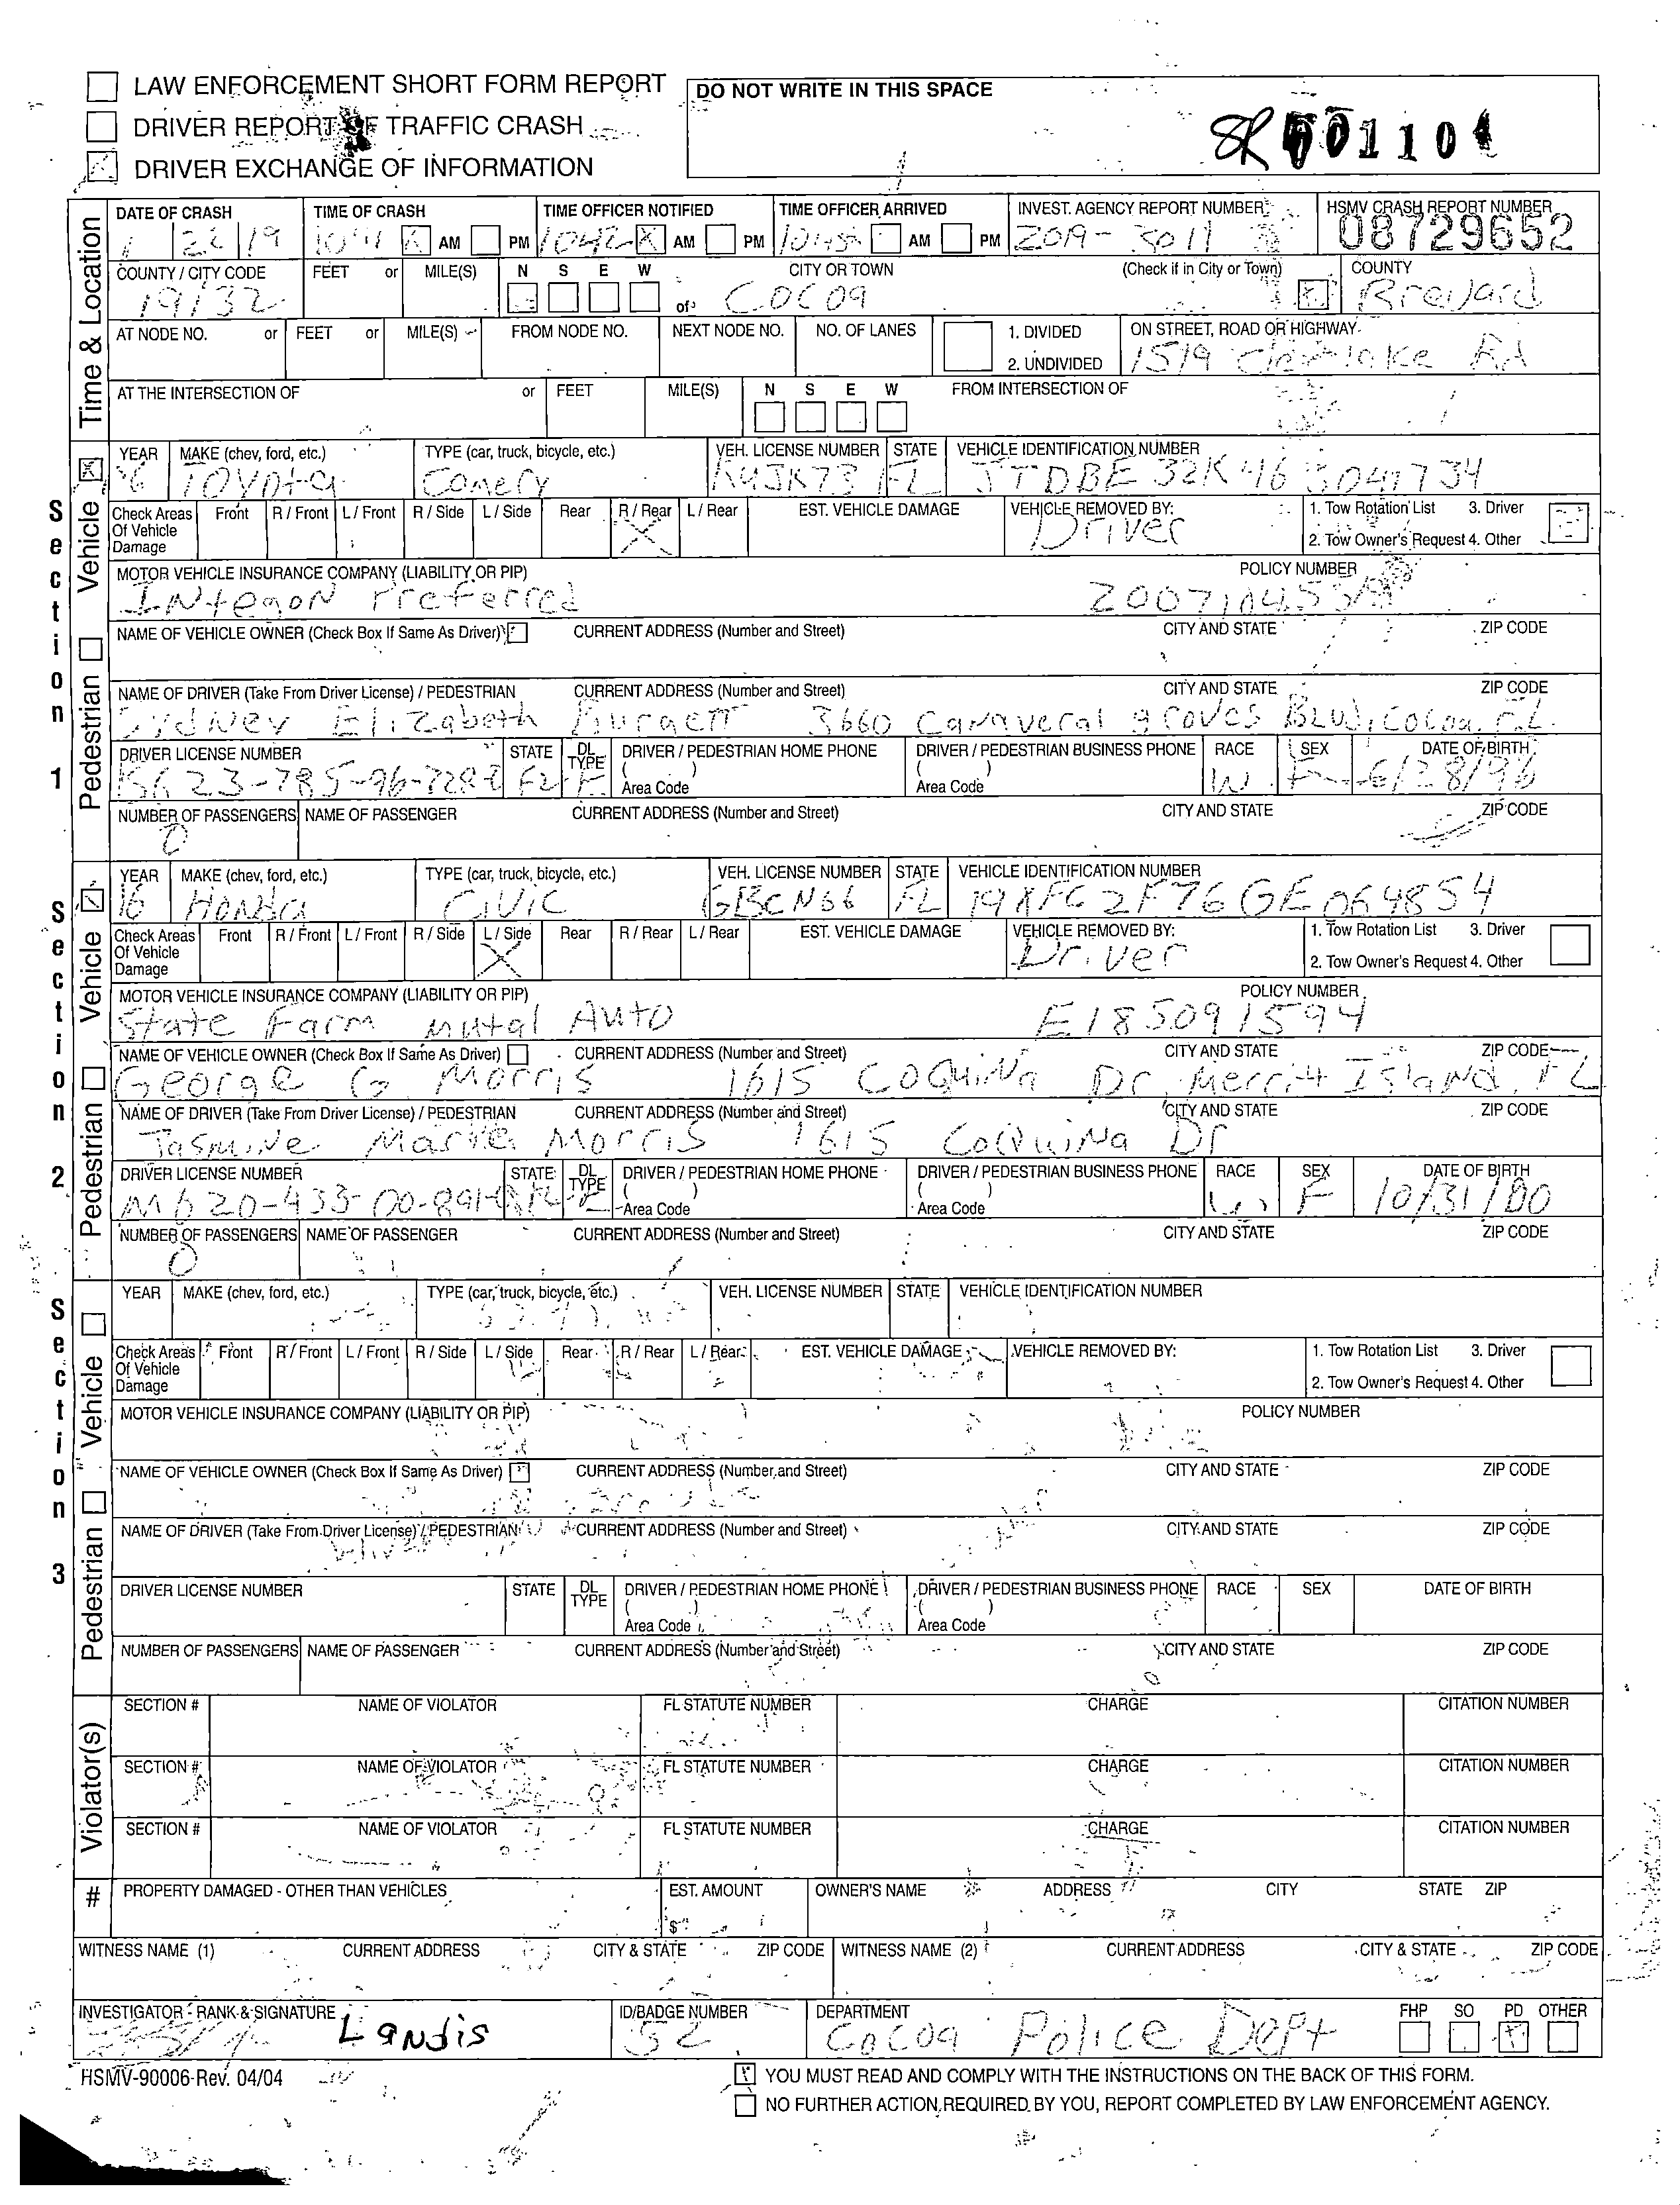 LAW ENFORCEMENT SHORT FORM REPORT
DRIVER REPORT OF TRAFFIC CRASH
DRIVER EXCHANGE OF INFORMATION
DO NOT WRITE IN THIS SPACE
Time & Location
DATE OF CRASH TIME OF CRASH TIME OFFICER NOTIFIED TIME OFFICER ARRIVED INVEST. AGENCY REPORT NUMBER HSMV CRASH REPORT NUMBER
19 X AM PM 1042 X AM PM AM PM 2019- 08729652
COUNTY / CITY CODE FEET or MILE(S) N S E W CITY OR TOWN (Check if in City or Town) COUNTY
19/32 of Cocoa X Brevard
AT NODE NO. or FEET or MILE(S) FROM NODE NO. NEXT NODE NO. NO. OF LANES 1. DIVIDED ON STREET, ROAD OR HIGHWAY
2. UNDIVIDED 1519 Clearlake Rd
AT THE INTERSECTION OF or FEET MILE(S) N S E W FROM INTERSECTION OF
Section 1
Vehicle X Pedestrian
YEAR MAKE (chev, ford, etc.) TYPE (car, truck, bicycle, etc.) VEH. LICENSE NUMBER STATE VEHICLE IDENTIFICATION NUMBER
Toyota Camery FL
Check Areas Of Vehicle Damage Front R / Front L / Front R / Side L / Side Rear R / Rear L / Rear EST. VEHICLE DAMAGE VEHICLE REMOVED BY: 1. Tow Rotation List 3. Driver
X Driver 2. Tow Owner's Request 4. Other
MOTOR VEHICLE INSURANCE COMPANY (LIABILITY OR PIP) POLICY NUMBER
Integon Preferred
NAME OF VEHICLE OWNER (Check Box If Same As Driver) CURRENT ADDRESS (Number and Street) CITY AND STATE ZIP CODE
NAME OF DRIVER (Take From Driver License) / PEDESTRIAN CURRENT ADDRESS (Number and Street) CITY AND STATE ZIP CODE
Sydney Elizabeth Burgett 3660 Canaveral groves BLVD, Cocoa, FL
DRIVER LICENSE NUMBER STATE DL TYPE DRIVER / PEDESTRIAN HOME PHONE DRIVER / PEDESTRIAN BUSINESS PHONE RACE SEX DATE OF BIRTH
( ) Area Code ( ) Area Code W F 6/28/96
NUMBER OF PASSENGERS NAME OF PASSENGER CURRENT ADDRESS (Number and Street) CITY AND STATE ZIP CODE
0
Section 2
Vehicle Pedestrian
YEAR MAKE (chev, ford, etc.) TYPE (car, truck, bicycle, etc.) VEH. LICENSE NUMBER STATE VEHICLE IDENTIFICATION NUMBER
16 Honda Civic GBCN66 FL 19XFC2F76GE064854
Check Areas Of Vehicle Damage Front R / Front L / Front R / Side L / Side Rear R / Rear L / Rear EST. VEHICLE DAMAGE VEHICLE REMOVED BY: 1. Tow Rotation List 3. Driver
X Driver 2. Tow Owner's Request 4. Other
MOTOR VEHICLE INSURANCE COMPANY (LIABILITY OR PIP) POLICY NUMBER
State Farm mutal Auto E185091594
NAME OF VEHICLE OWNER (Check Box If Same As Driver) CURRENT ADDRESS (Number and Street) CITY AND STATE ZIP CODE
George G Morris 1615 Coquina Dr, Merritt Island, FL
NAME OF DRIVER (Take From Driver License) / PEDESTRIAN CURRENT ADDRESS (Number and Street) CITY AND STATE ZIP CODE
Jasmine Morris 1615 Coquina Dr
DRIVER LICENSE NUMBER STATE DL TYPE DRIVER / PEDESTRIAN HOME PHONE DRIVER / PEDESTRIAN BUSINESS PHONE RACE SEX DATE OF BIRTH
( ) Area Code ( ) Area Code W F 10/31/00
NUMBER OF PASSENGERS NAME OF PASSENGER CURRENT ADDRESS (Number and Street) CITY AND STATE ZIP CODE
0
Section 3
Vehicle Pedestrian
YEAR MAKE (chev, ford, etc.) TYPE (car, truck, bicycle, etc.) VEH. LICENSE NUMBER STATE VEHICLE IDENTIFICATION NUMBER
Check Areas Of Vehicle Damage Front R / Front L / Front R / Side L / Side Rear R / Rear L / Rear EST. VEHICLE DAMAGE VEHICLE REMOVED BY: 1. Tow Rotation List 3. Driver
2. Tow Owner's Request 4. Other
MOTOR VEHICLE INSURANCE COMPANY (LIABILITY OR PIP) POLICY NUMBER
NAME OF VEHICLE OWNER (Check Box If Same As Driver) CURRENT ADDRESS (Number and Street) CITY AND STATE ZIP CODE
NAME OF DRIVER (Take From Driver License) / PEDESTRIAN CURRENT ADDRESS (Number and Street) CITY AND STATE ZIP CODE
DRIVER LICENSE NUMBER STATE DL TYPE DRIVER / PEDESTRIAN HOME PHONE DRIVER / PEDESTRIAN BUSINESS PHONE RACE SEX DATE OF BIRTH
( ) Area Code ( ) Area Code
NUMBER OF PASSENGERS NAME OF PASSENGER CURRENT ADDRESS (Number and Street) CITY AND STATE ZIP CODE
Violator(s)
SECTION # NAME OF VIOLATOR FL STATUTE NUMBER CHARGE CITATION NUMBER
SECTION # NAME OF VIOLATOR FL STATUTE NUMBER CHARGE CITATION NUMBER
SECTION # NAME OF VIOLATOR FL STATUTE NUMBER CHARGE CITATION NUMBER
# PROPERTY DAMAGED - OTHER THAN VEHICLES EST. AMOUNT OWNER'S NAME ADDRESS CITY STATE ZIP
$
WITNESS NAME (1) CURRENT ADDRESS CITY & STATE ZIP CODE WITNESS NAME (2) CURRENT ADDRESS CITY & STATE ZIP CODE
INVESTIGATOR - RANK & SIGNATURE ID/BADGE NUMBER DEPARTMENT FHP SO PD OTHER
Landis 52 Cocoa Police Dept
HSMV-90006-Rev. 04/04 YOU MUST READ AND COMPLY WITH THE INSTRUCTIONS ON THE BACK OF THIS FORM.
NO FURTHER ACTION REQUIRED BY YOU, REPORT COMPLETED BY LAW ENFORCEMENT AGENCY.